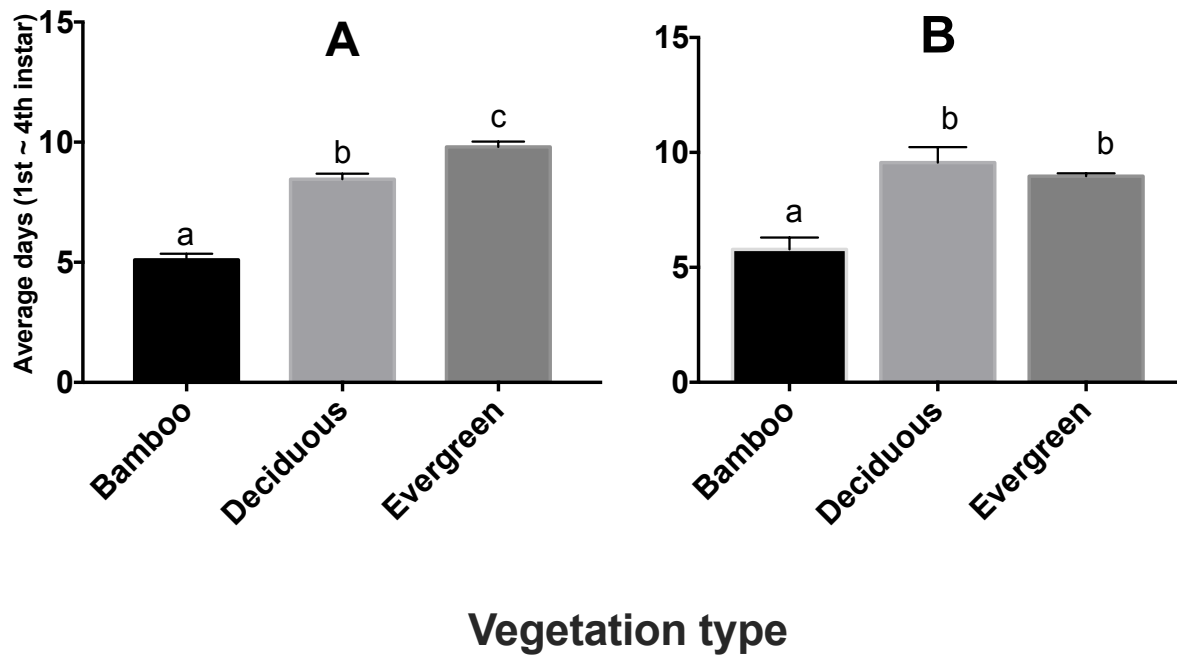 A
Average days (1st ~ 4th instar)
15
10
5
0
a
b
c
Bamboo
Deciduous
Evergreen
B
15
10
5
0
a
b
b
Bamboo
Deciduous
Evergreen
Vegetation type